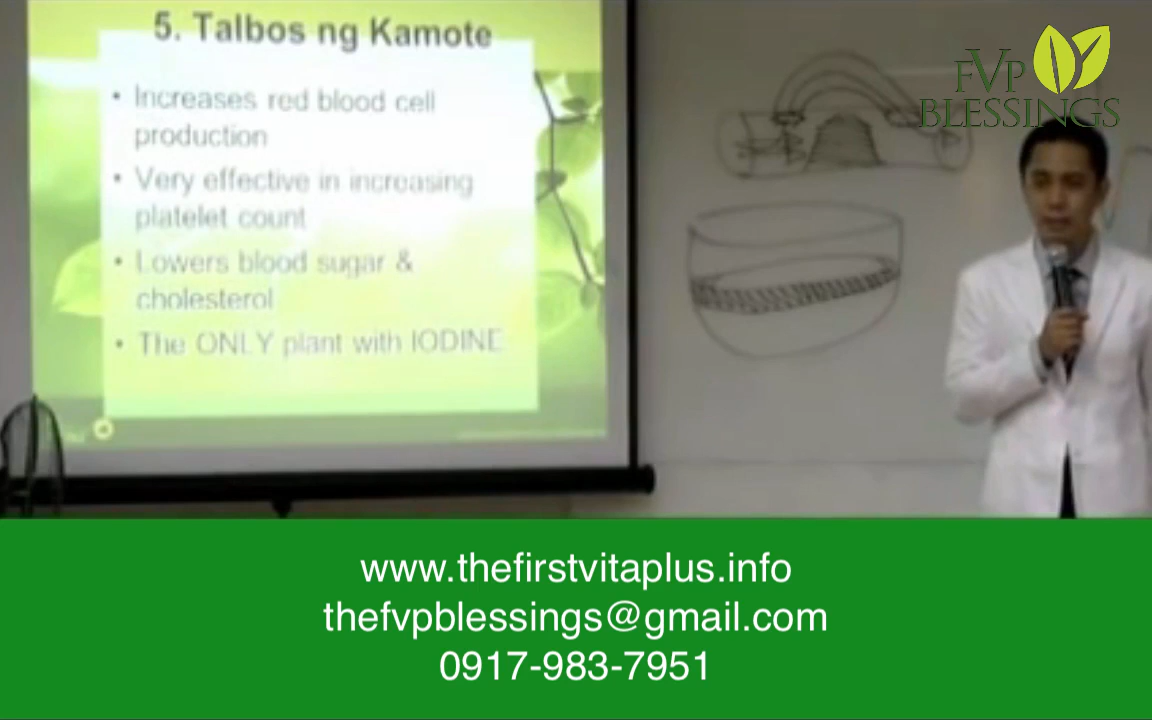 5. Talbos ng Kamote
• Increases red blood cell
production
• Very effective in increasing
platelet count
• Lowers blood sugar &
cholesterol
• The ONLY plant with IODINE
FVP
BLESSINGS
www.thefirstvitaplus.info
thefvpblessings@gmail.com
0917-983-7951